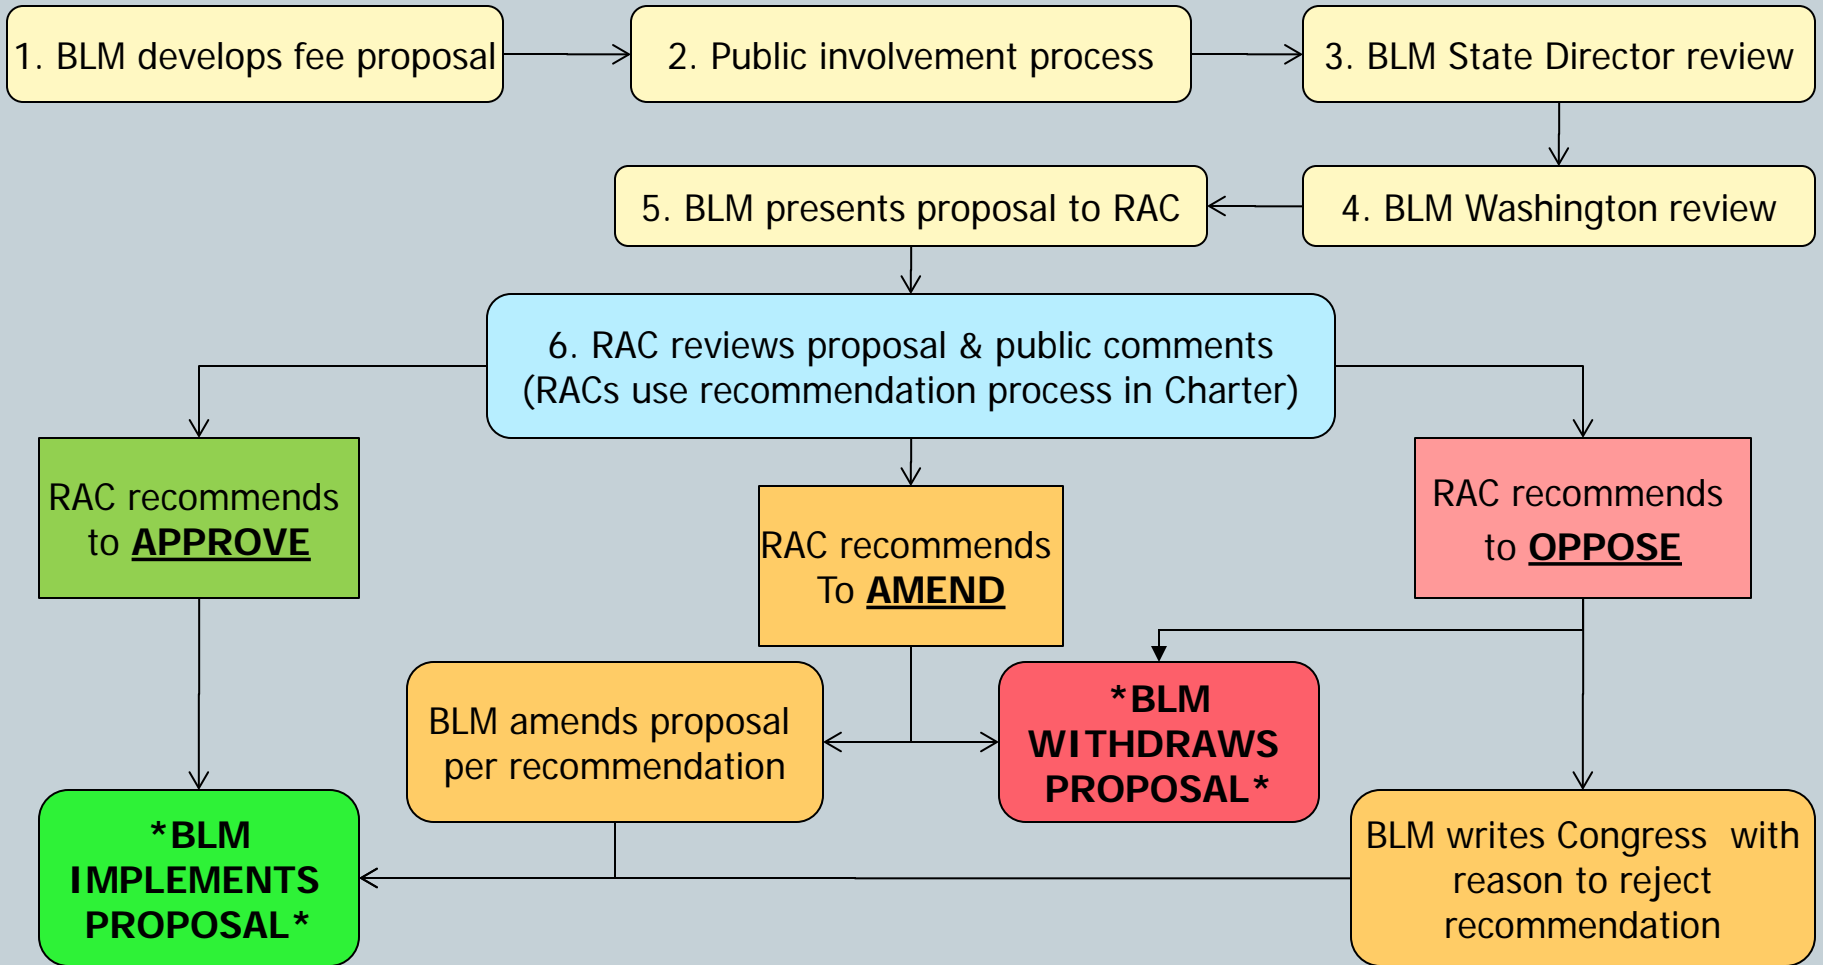 1. BLM develops fee proposal
2. Public involvement process
3. BLM State Director review
5. BLM presents proposal to RAC
4. BLM Washington review
6. RAC reviews proposal & public comments
(RACs use recommendation process in Charter)
RAC recommends
to APPROVE
RAC recommends
To AMEND
RAC recommends
to OPPOSE
BLM amends proposal
per recommendation
*BLM
WITHDRAWS
PROPOSAL*
*BLM
IMPLEMENTS
PROPOSAL*
BLM writes Congress with
reason to reject
recommendation